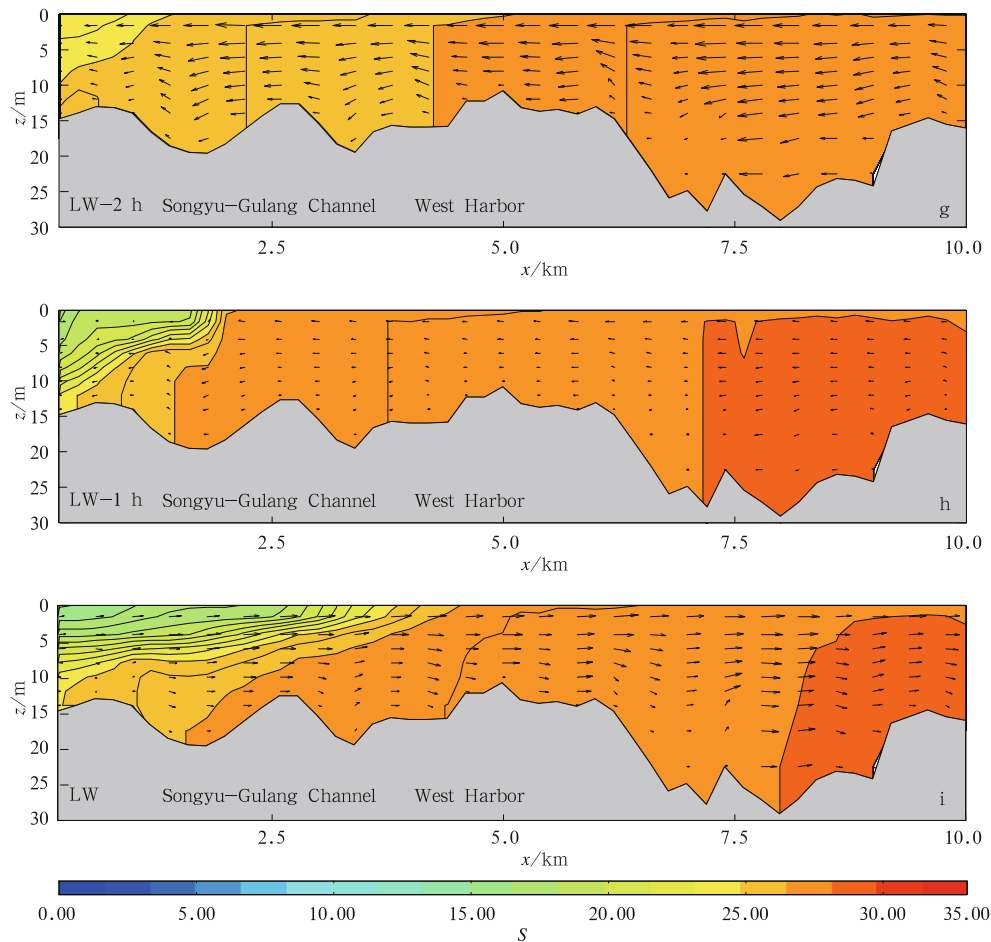 0
5
10
15
20
25
30
z/m
LW−2 h Songyu−Gulang Channel West Harbor g
2.5 5.0 7.5 10.0
x/km
0
5
10
15
20
25
30
z/m
LW−1 h Songyu−Gulang Channel West Harbor h
2.5 5.0 7.5 10.0
x/km
0
5
10
15
20
25
30
z/m
LW Songyu−Gulang Channel West Harbor i
2.5 5.0 7.5 10.0
x/km
0.00 5.00 10.00 15.00 20.00 25.00 30.00 35.00
S